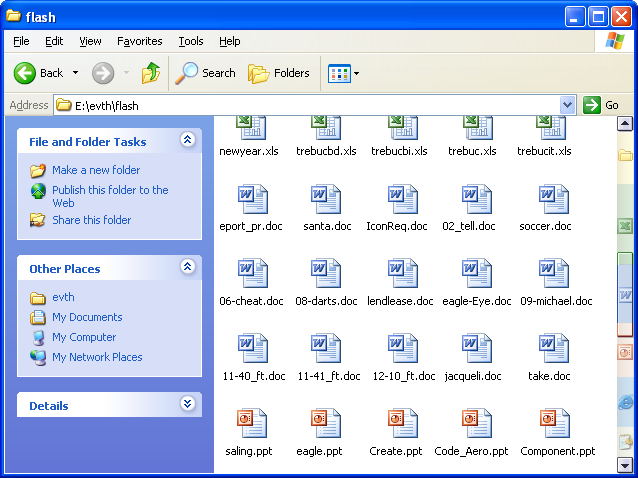 flash
File Edit View Favorites Tools Help
Back Search Folders
Address E:\evth\flash Go
File and Folder Tasks
Make a new folder
Publish this folder to the
Web
Share this folder
Other Places
evth
My Documents
My Computer
My Network Places
Details
newyear.xls trebucbd.xls trebucbi.xls trebuc.xls trebucit.xls
eport_pr.doc santa.doc IconReq.doc 02_tell.doc soccer.doc
06-cheat.doc 08-darts.doc lendlease.doc eagle-Eye.doc 09-michael.doc
11-40_ft.doc 11-41_ft.doc 12-10_ft.doc jacqueli.doc take.doc
saling.ppt eagle.ppt Create.ppt Code_Aero.ppt Component.ppt